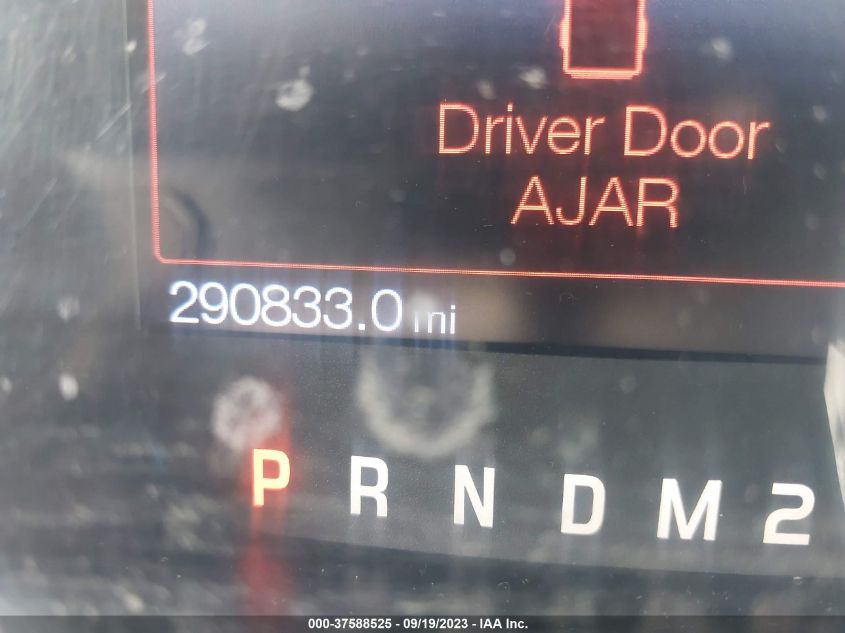 Driver Door
AJAR
290833.0 mi
P R N D M 2
000-37588525 - 09/19/2023 - IAA Inc.